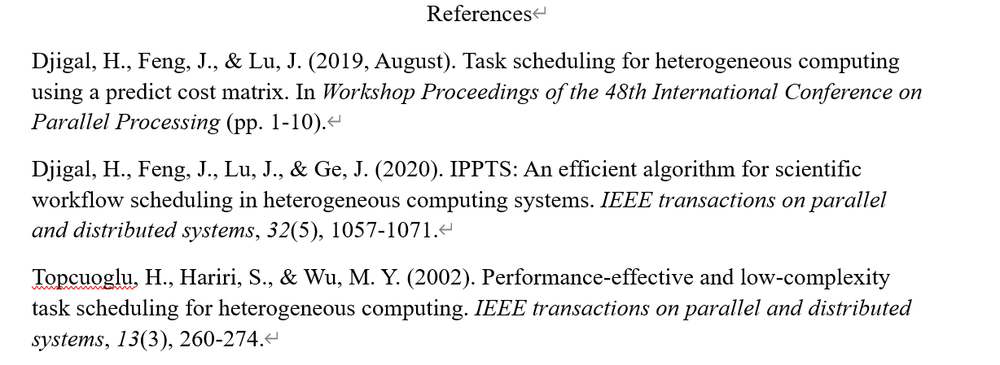 References
Djigal, H., Feng, J., & Lu, J. (2019, August). Task scheduling for heterogeneous computing
using a predict cost matrix. In Workshop Proceedings of the 48th International Conference on
Parallel Processing (pp. 1-10).
Djigal, H., Feng, J., Lu, J., & Ge, J. (2020). IPPTS: An efficient algorithm for scientific
workflow scheduling in heterogeneous computing systems. IEEE transactions on parallel
and distributed systems, 32(5), 1057-1071.
Topcuoglu, H., Hariri, S., & Wu, M. Y. (2002). Performance-effective and low-complexity
task scheduling for heterogeneous computing. IEEE transactions on parallel and distributed
systems, 13(3), 260-274.